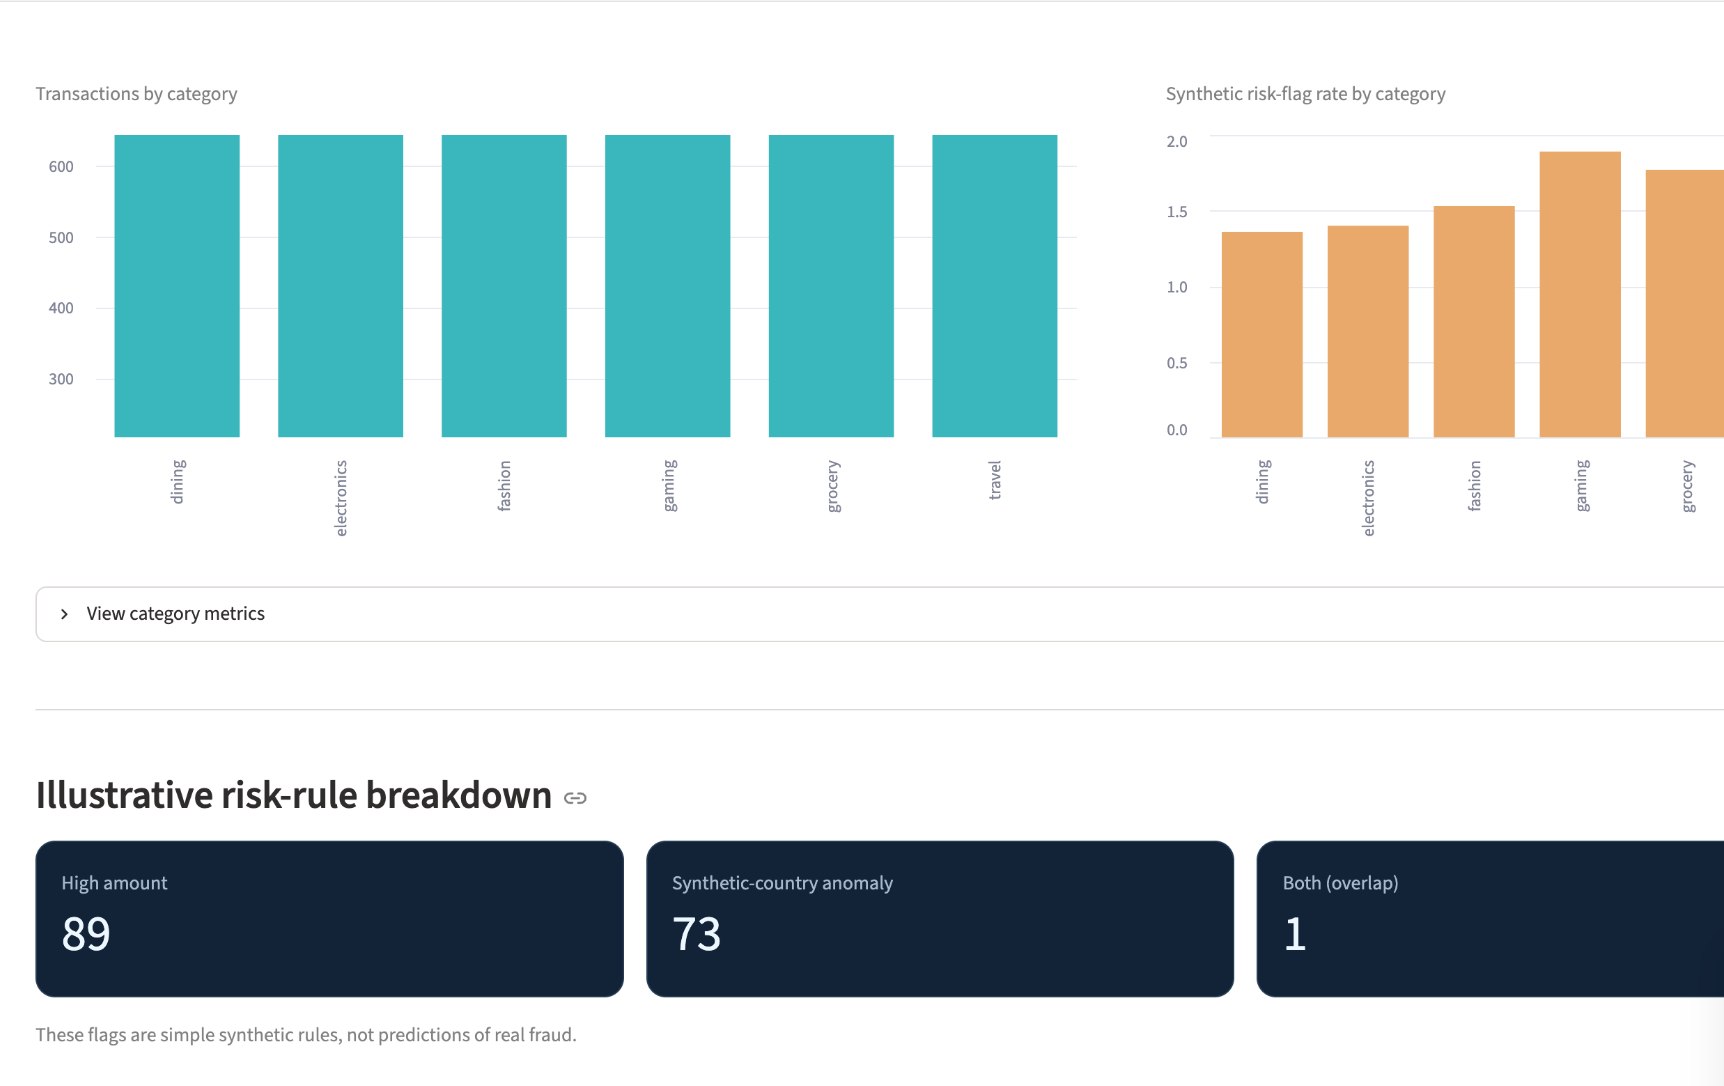 Transactions by category
600
500
400
300
dining
electronics
fashion
gaming
grocery
travel
Synthetic risk-flag rate by category
2.0
1.5
1.0
0.5
0.0
dining
electronics
fashion
gaming
grocery
View category metrics
Illustrative risk-rule breakdown
High amount
89
Synthetic-country anomaly
73
Both (overlap)
1
These flags are simple synthetic rules, not predictions of real fraud.